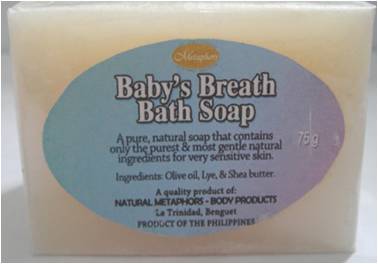 Metaphors
Baby's Breath
Bath Soap
A pure, natural soap that contains
only the purest & most gentle natural
ingredients for very sensitive skin.
75g
Ingredients: Olive oil, Lye, & Shea butter.
A quality product of:
NATURAL METAPHORS - BODY PRODUCTS
La Trinidad, Benguet
PRODUCT OF THE PHILIPPINES